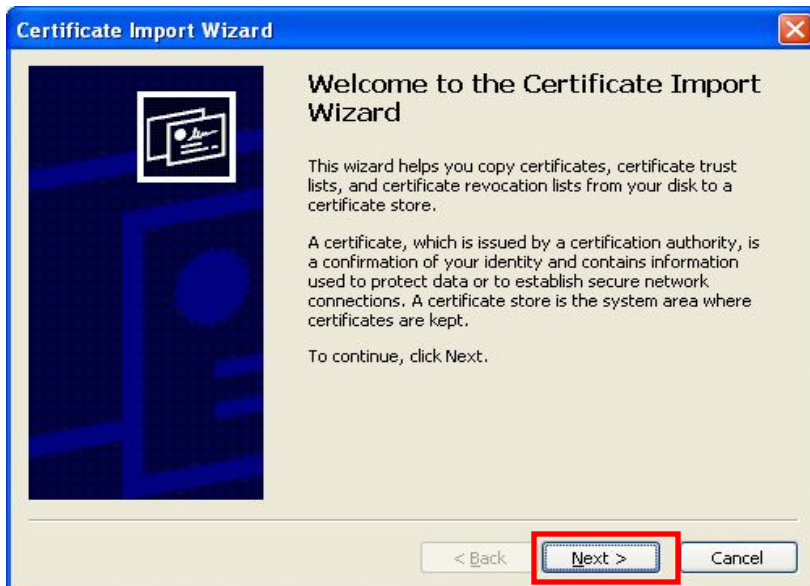 Certificate Import Wizard
Welcome to the Certificate Import
Wizard
This wizard helps you copy certificates, certificate trust
lists, and certificate revocation lists from your disk to a
certificate store.
A certificate, which is issued by a certification authority, is
a confirmation of your identity and contains information
used to protect data or to establish secure network
connections. A certificate store is the system area where
certificates are kept.
To continue, click Next.
< Back
Next >
Cancel